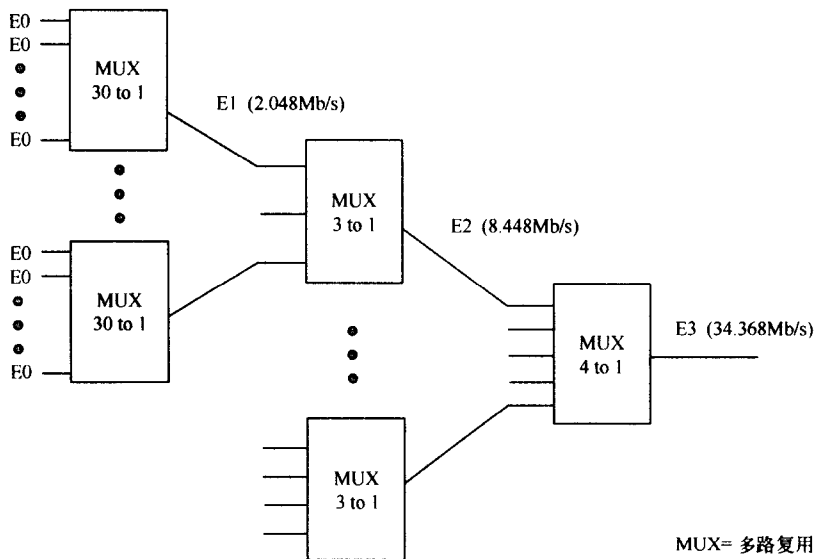 E0
E0
E0
MUX
30 to 1
E1 (2.048Mb/s)
MUX
3 to 1
E2 (8.448Mb/s)
E0
E0
E0
MUX
30 to 1
MUX
4 to 1
E3 (34.368Mb/s)
MUX
3 to 1
MUX= 多路复用